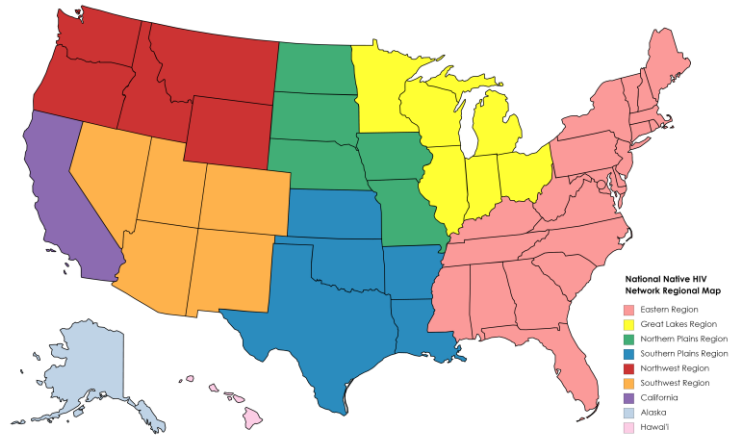 National Native HIV
Network Regional Map
Eastern Region
Great Lakes Region
Northern Plains Region
Southern Plains Region
Northwest Region
Southwest Region
California
Alaska
Hawai'i